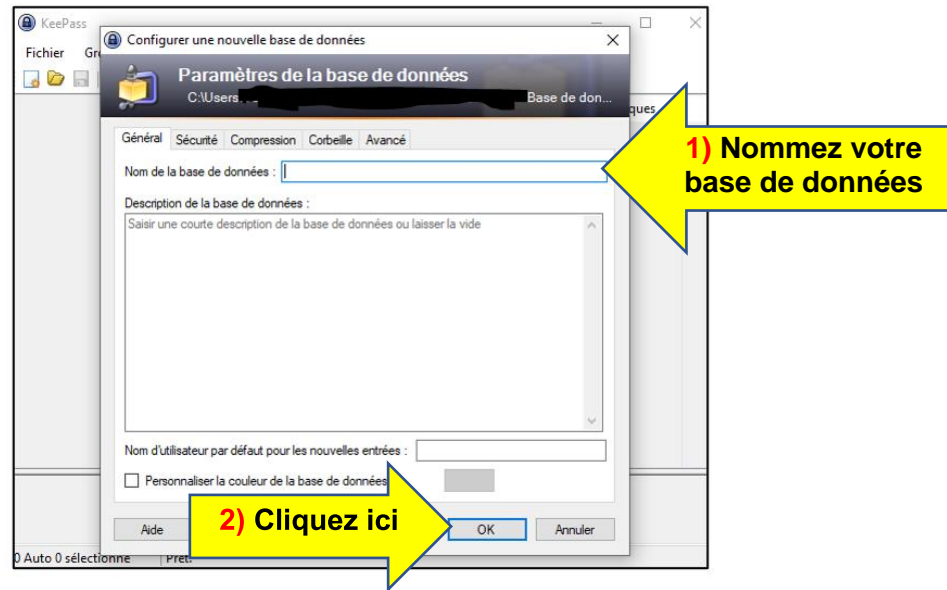 KeePass
Configurer une nouvelle base de données
Fichier
Paramètres de la base de données
C:\Users Base de don...
ques
Général Sécurité Compression Corbeille Avancé
1) Nommez votre
base de données
Nom de la base de données :
Description de la base de données :
Saisir une courte description de la base de données ou laisser la vide
Nom d'utilisateur par défaut pour les nouvelles entrées :
Personnaliser la couleur de la base de données
2) Cliquez ici
Aide OK Annuler
0 Auto 0 sélectionné Prêt.